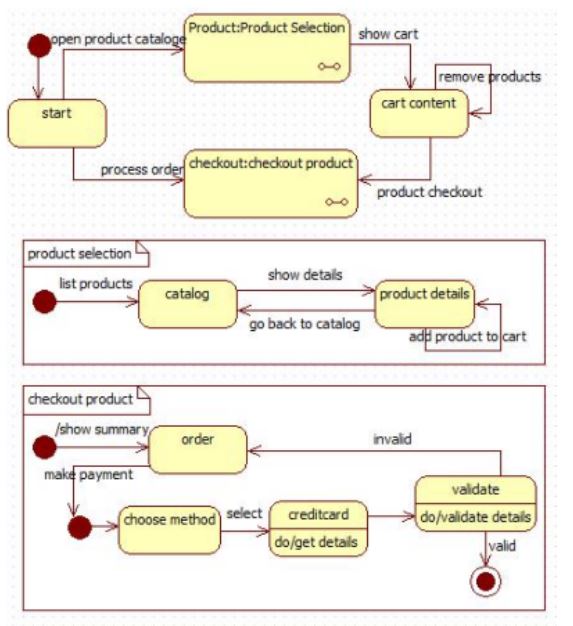 Product:Product Selection
open product cataloge
show cart
remove products
start
cart content
process order
checkout:checkout product
product checkout
product selection
list products
catalog
show details
product details
go back to catalog
add product to cart
checkout product
/show summary
order
invalid
make payment
validate
choose method
select
creditcard
do/validate details
do/get details
valid